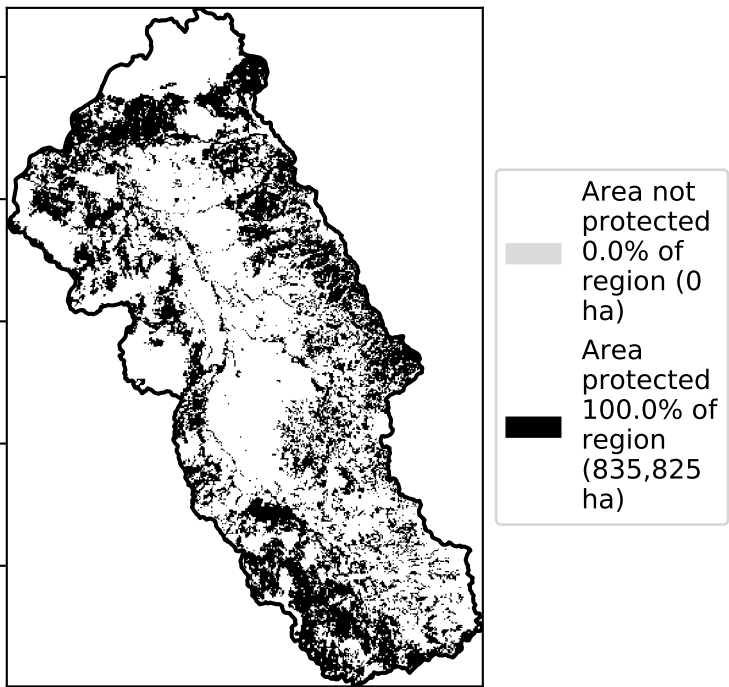 Area not
protected
0.0% of
region (0
ha)
Area
protected
100.0% of
region
(835,825
ha)